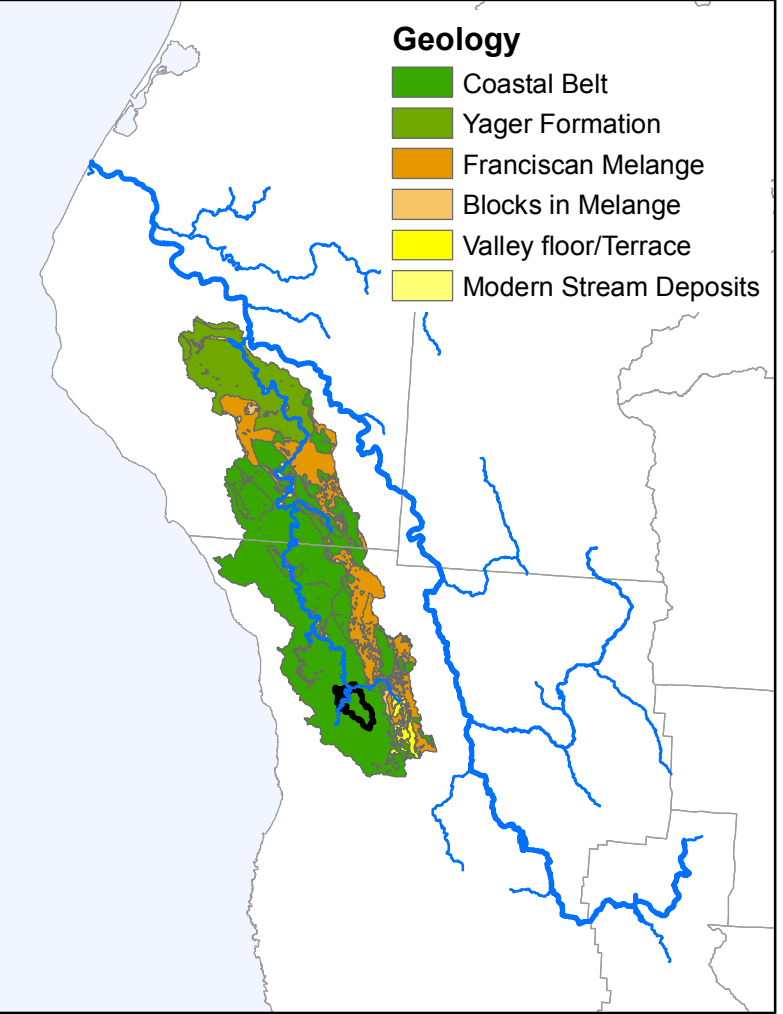 Geology
Coastal Belt
Yager Formation
Franciscan Melange
Blocks in Melange
Valley floor/Terrace
Modern Stream Deposits